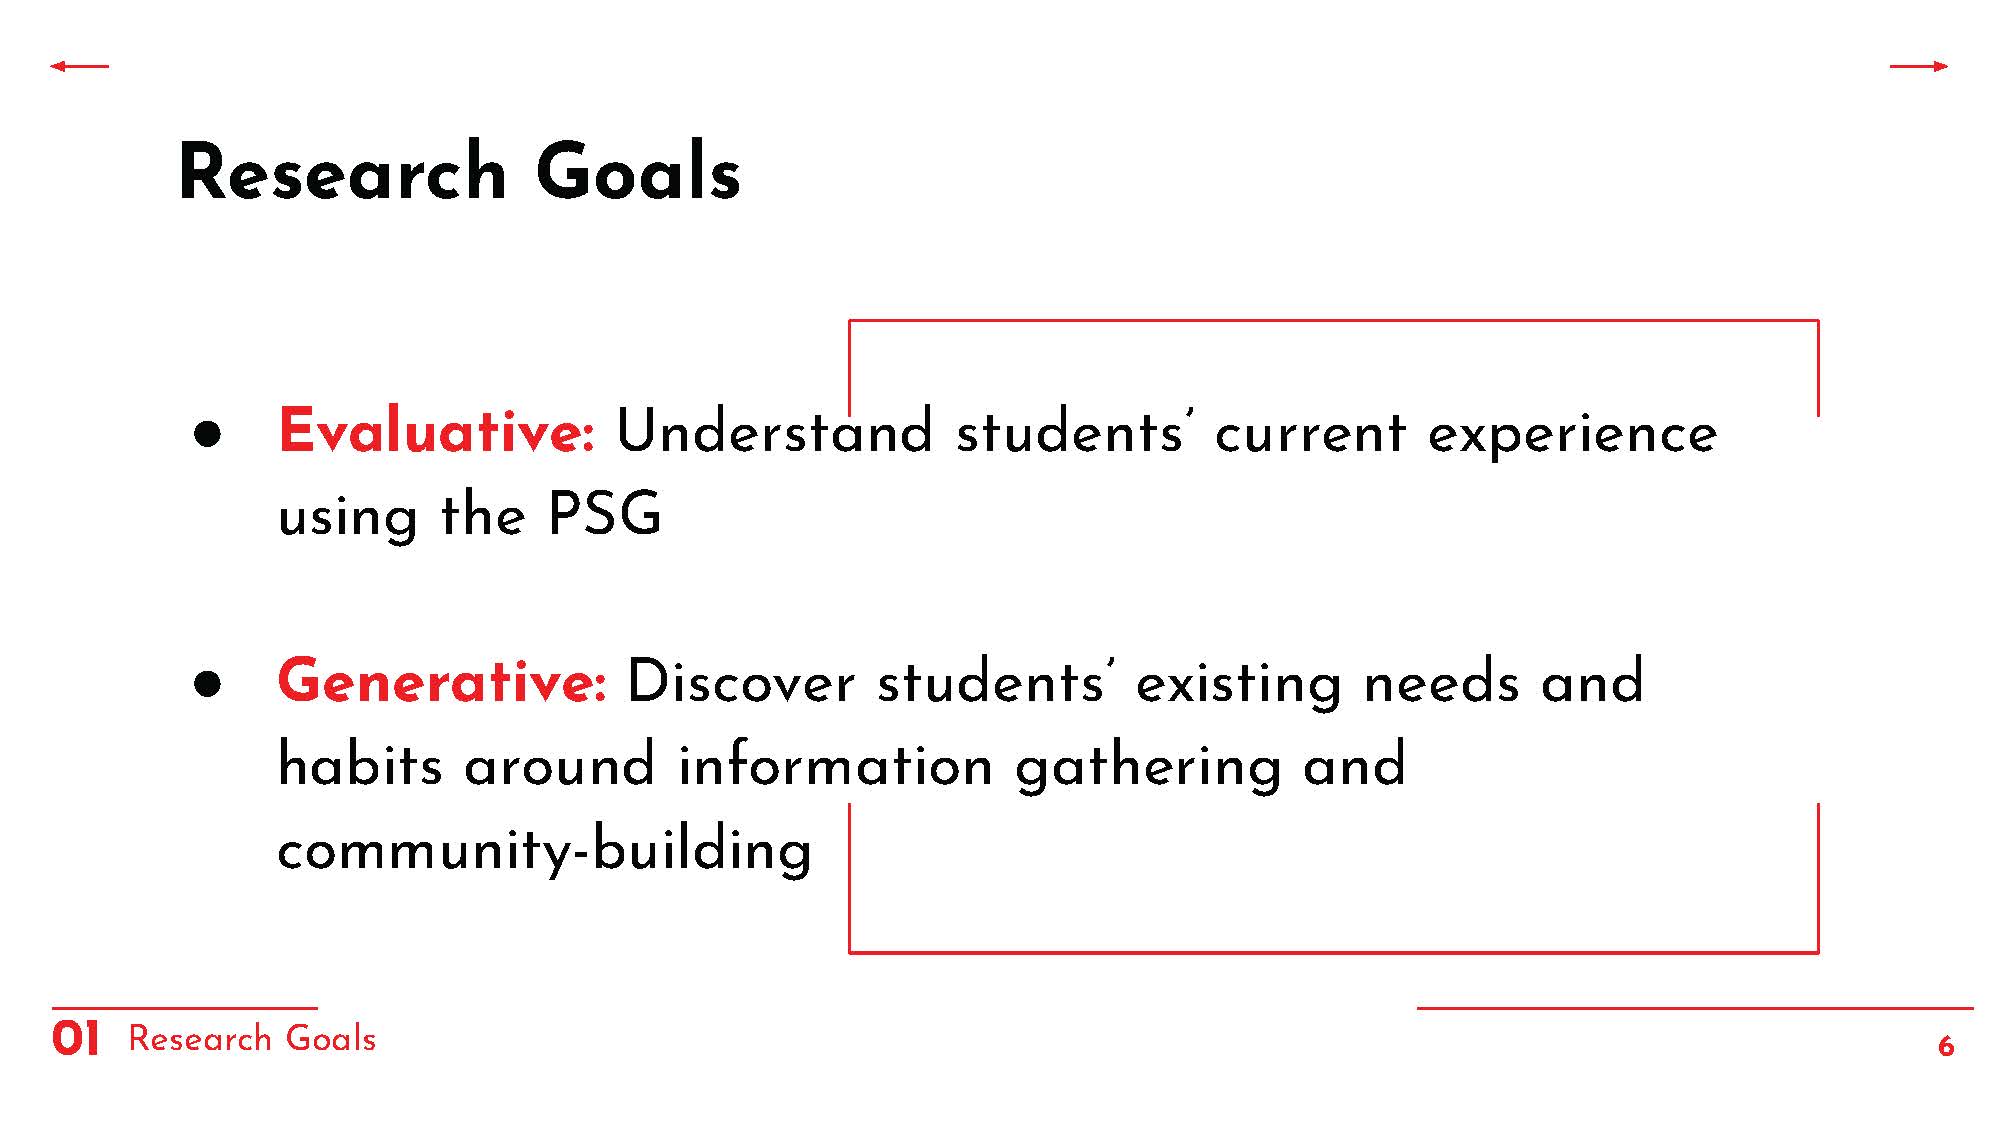 Research Goals
● Evaluative: Understand students’ current experience
using the PSG
● Generative: Discover students’ existing needs and
habits around information gathering and
community-building
01 Research Goals
6